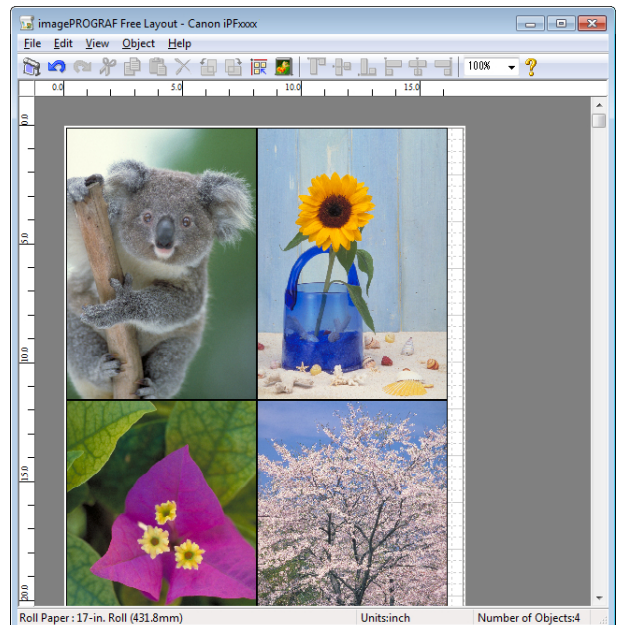 imagePROGRAF Free Layout - Canon iPFxxxx
File Edit View Object Help
100%
0.0 5.0 10.0 15.0
0.0
5.0
10.0
15.0
20.0
Roll Paper : 17-in. Roll (431.8mm) Units:inch Number of Objects:4